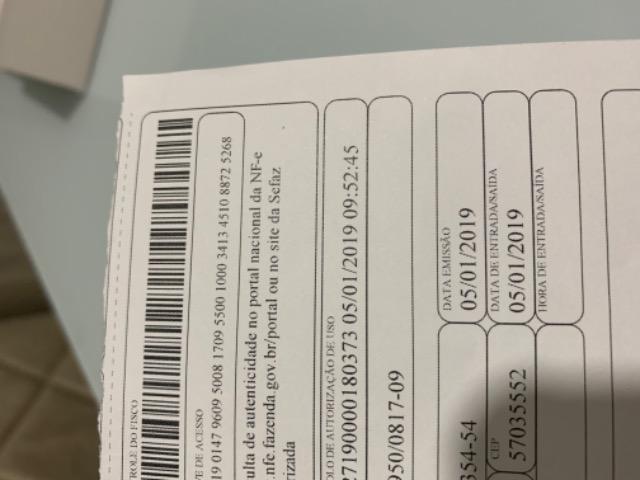 TROLE DO FISCO
VE DE ACESSO
19 0147 9609 5008 1709 5500 1000 3413 4510 8872 5268
ulta de autenticidade no portal nacional da NF-e
.nfe.fazenda.gov.br/portal ou no site da Sefaz
rizada
OLO DE AUTORIZAÇÃO DE USO
2719000180373 05/01/2019 09:52:45
950/0817-09
354-54
DATA EMISSÃO
05/01/2019
CEP
57035552
DATA DE ENTRADA/SAÍDA
05/01/2019
HORA DE ENTRADA/SAÍDA